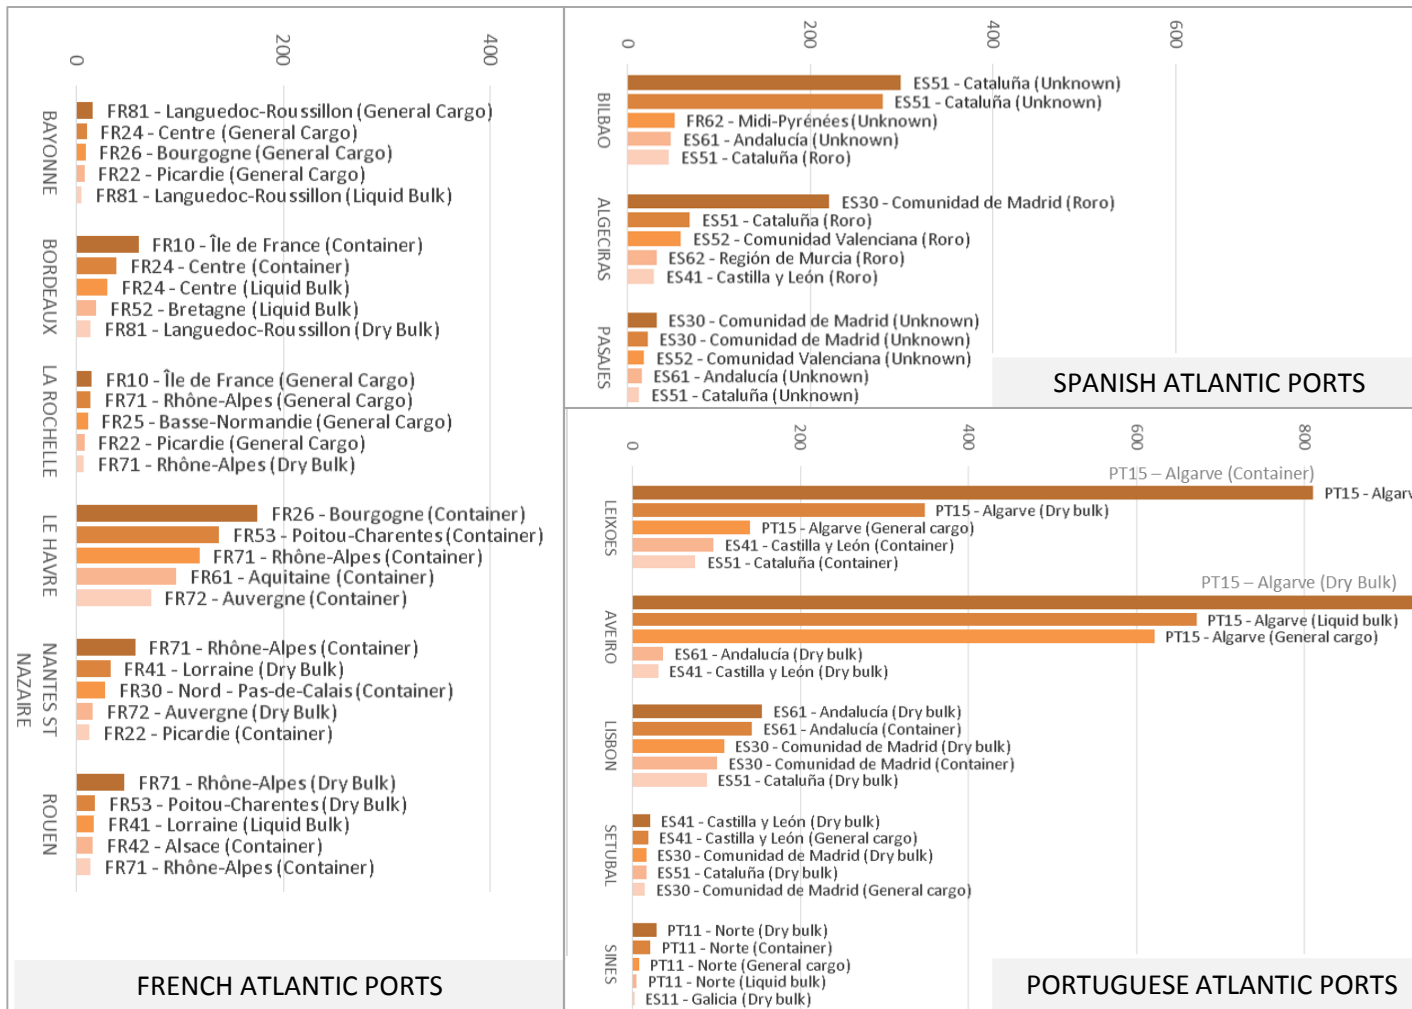 0
200
400
BAYONNE
FR81 - Languedoc-Roussillon (General Cargo)
FR24 - Centre (General Cargo)
FR26 - Bourgogne (General Cargo)
FR22 - Picardie (General Cargo)
FR81 - Languedoc-Roussillon (Liquid Bulk)
BORDEAUX
FR10 - Île de France (Container)
FR24 - Centre (Container)
FR24 - Centre (Liquid Bulk)
FR52 - Bretagne (Liquid Bulk)
FR81 - Languedoc-Roussillon (Dry Bulk)
LA ROCHELLE
FR10 - Île de France (General Cargo)
FR71 - Rhône-Alpes (General Cargo)
FR25 - Basse-Normandie (General Cargo)
FR22 - Picardie (General Cargo)
FR71 - Rhône-Alpes (Dry Bulk)
LE HAVRE
FR26 - Bourgogne (Container)
FR53 - Poitou-Charentes (Container)
FR71 - Rhône-Alpes (Container)
FR61 - Aquitaine (Container)
FR72 - Auvergne (Container)
NANTES ST
NAZAIRE
FR71 - Rhône-Alpes (Container)
FR41 - Lorraine (Dry Bulk)
FR30 - Nord - Pas-de-Calais (Container)
FR72 - Auvergne (Dry Bulk)
FR22 - Picardie (Container)
ROUEN
FR71 - Rhône-Alpes (Dry Bulk)
FR53 - Poitou-Charentes (Dry Bulk)
FR41 - Lorraine (Liquid Bulk)
FR42 - Alsace (Container)
FR71 - Rhône-Alpes (Container)
FRENCH ATLANTIC PORTS
0
200
400
600
BILBAO
ES51 - Cataluña (Unknown)
ES51 - Cataluña (Unknown)
FR62 - Midi-Pyrénées (Unknown)
ES61 - Andalucía (Unknown)
ES51 - Cataluña (Roro)
ALGECIRAS
ES30 - Comunidad de Madrid (Roro)
ES51 - Cataluña (Roro)
ES52 - Comunidad Valenciana (Roro)
ES62 - Región de Murcia (Roro)
ES41 - Castilla y León (Roro)
PASAJES
ES30 - Comunidad de Madrid (Unknown)
ES30 - Comunidad de Madrid (Unknown)
ES52 - Comunidad Valenciana (Unknown)
ES61 - Andalucía (Unknown)
ES51 - Cataluña (Unknown)
SPANISH ATLANTIC PORTS
0
200
400
600
800
LEIXOES
PT15 – Algarve (Container)
PT15 - Algarv
PT15 - Algarve (Dry bulk)
PT15 - Algarve (General cargo)
ES41 - Castilla y León (Container)
ES51 - Cataluña (Container)
AVEIRO
PT15 – Algarve (Dry Bulk)
PT15 - Algarve (Liquid bulk)
PT15 - Algarve (General cargo)
ES61 - Andalucía (Dry bulk)
ES41 - Castilla y León (Dry bulk)
LISBON
ES61 - Andalucía (Dry bulk)
ES61 - Andalucía (Container)
ES30 - Comunidad de Madrid (Dry bulk)
ES30 - Comunidad de Madrid (Container)
ES51 - Cataluña (Dry bulk)
SETUBAL
ES41 - Castilla y León (Dry bulk)
ES41 - Castilla y León (General cargo)
ES30 - Comunidad de Madrid (Dry bulk)
ES51 - Cataluña (Dry bulk)
ES30 - Comunidad de Madrid (General cargo)
SINES
PT11 - Norte (Dry bulk)
PT11 - Norte (Container)
PT11 - Norte (General cargo)
PT11 - Norte (Liquid bulk)
ES11 - Galicia (Dry bulk)
PORTUGUESE ATLANTIC PORTS